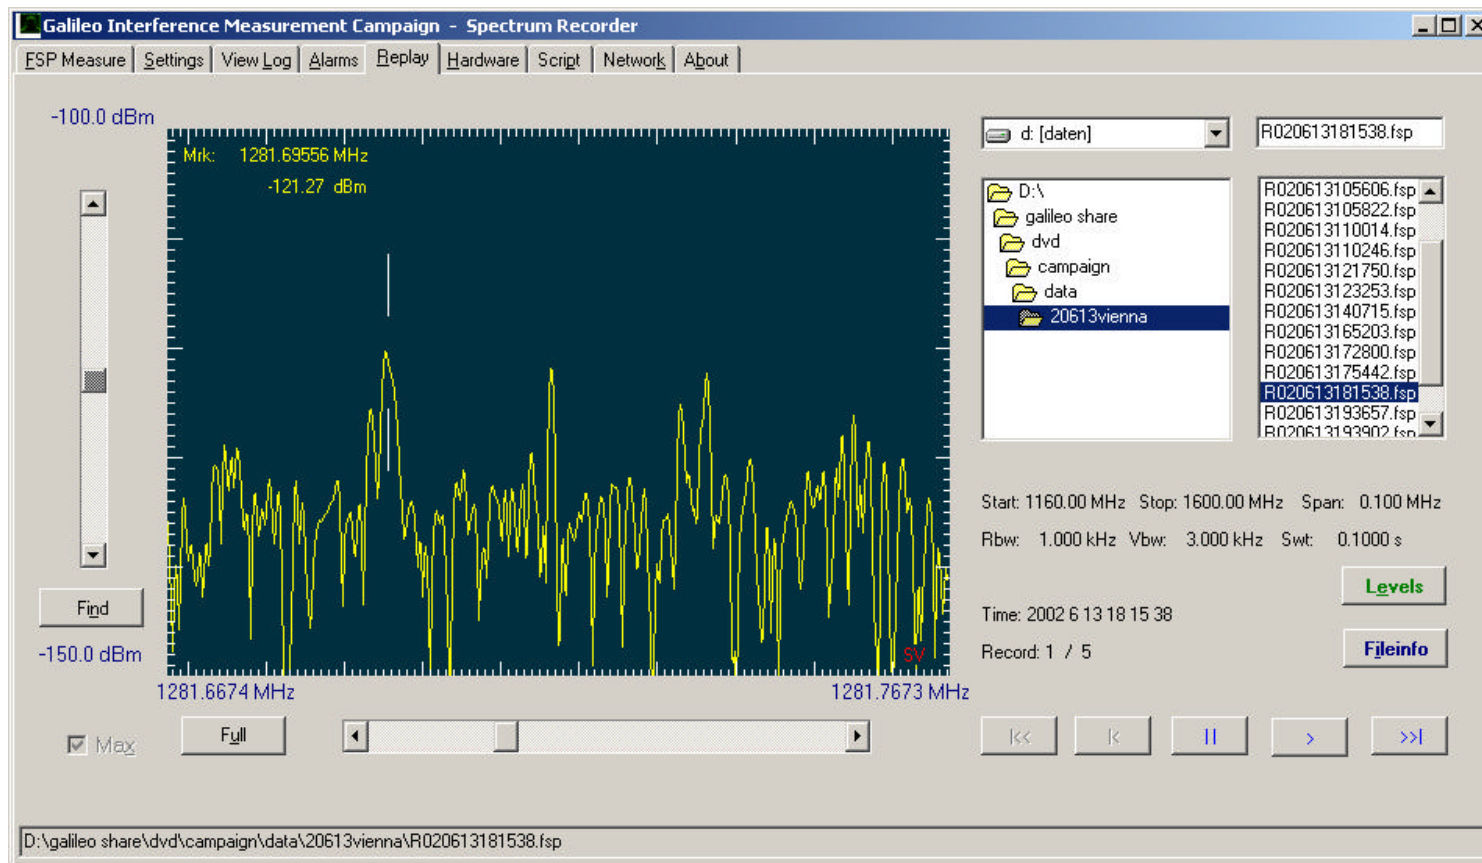 Galileo Interference Measurement Campaign - Spectrum Recorder
FSP Measure Settings View Log Alarms Replay Hardware Script Network About
-100.0 dBm
Mrk: 1281.69556 MHz
-121.27 dBm
SV
Find
-150.0 dBm
1281.6674 MHz 1281.7673 MHz
Max
Full
d: [daten]
R020613181538.fsp
D:\
galileo share
dvd
campaign
data
20613vienna
R020613105606.fsp
R020613105822.fsp
R020613110014.fsp
R020613110246.fsp
R020613121750.fsp
R020613123253.fsp
R020613140715.fsp
R020613165203.fsp
R020613172800.fsp
R020613175442.fsp
R020613181538.fsp
R020613193657.fsp
R020613193902.fsp
Start: 1160.00 MHz Stop: 1600.00 MHz Span: 0.100 MHz
Rbw: 1.000 kHz Vbw: 3.000 kHz Swt: 0.1000 s
Levels
Time: 2002 6 13 18 15 38
Record: 1 / 5
Fileinfo
|<< |< || > >>|
D:\galileo share\dvd\campaign\data\20613vienna\R020613181538.fsp